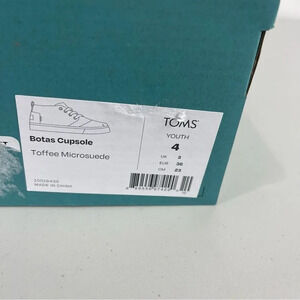 Botas Cupsole
Toffee Microsuede
MADE IN CHINA
TOMS
YOUTH
4
UK 3
EUR 36
CM 23